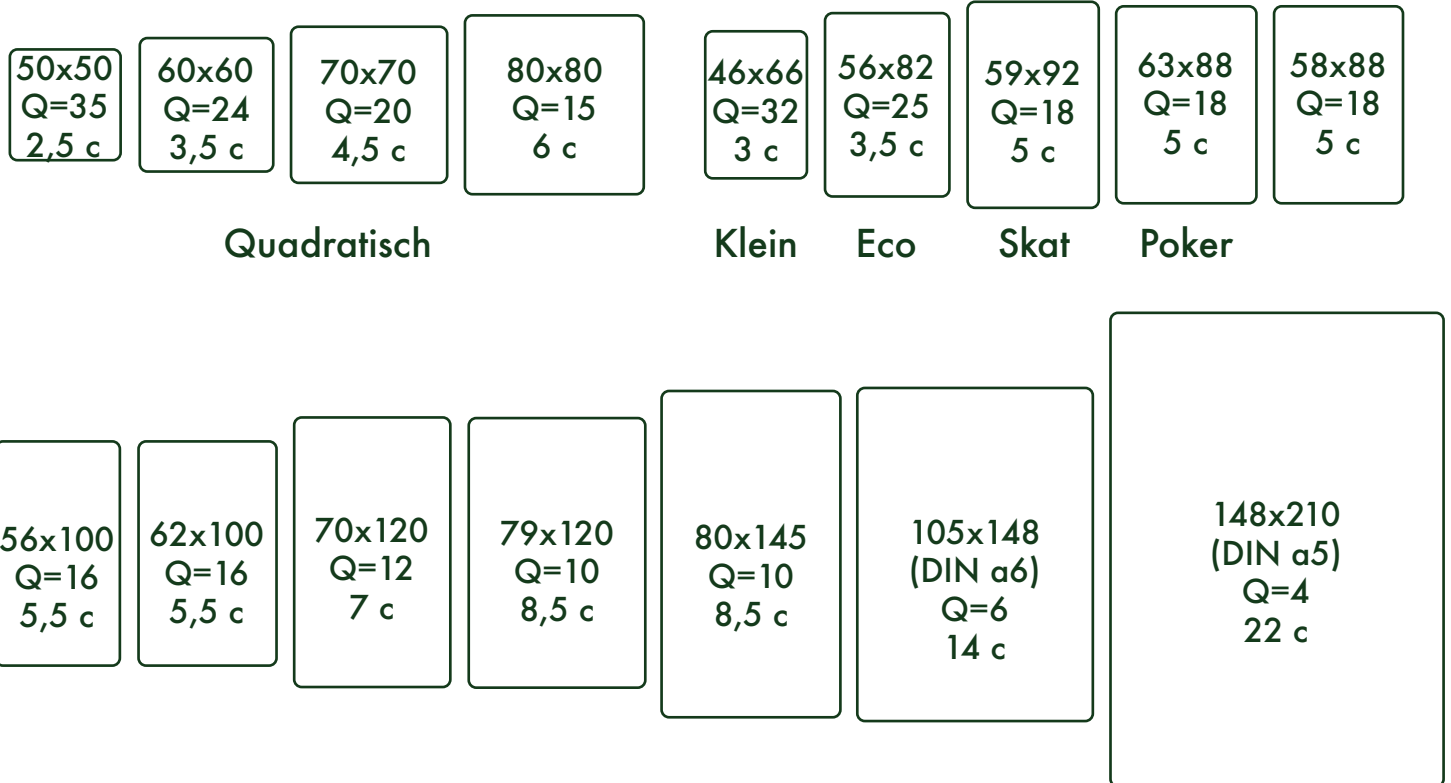 50x50
Q=35
2,5 c
60x60
Q=24
3,5 c
70x70
Q=20
4,5 c
80x80
Q=15
6 c
46x66
Q=32
3 c
56x82
Q=25
3,5 c
59x92
Q=18
5 c
63x88
Q=18
5 c
58x88
Q=18
5 c
Quadratisch
Klein
Eco
Skat
Poker
56x100
Q=16
5,5 c
62x100
Q=16
5,5 c
70x120
Q=12
7 c
79x120
Q=10
8,5 c
80x145
Q=10
8,5 c
105x148
(DIN a6)
Q=6
14 c
148x210
(DIN a5)
Q=4
22 c